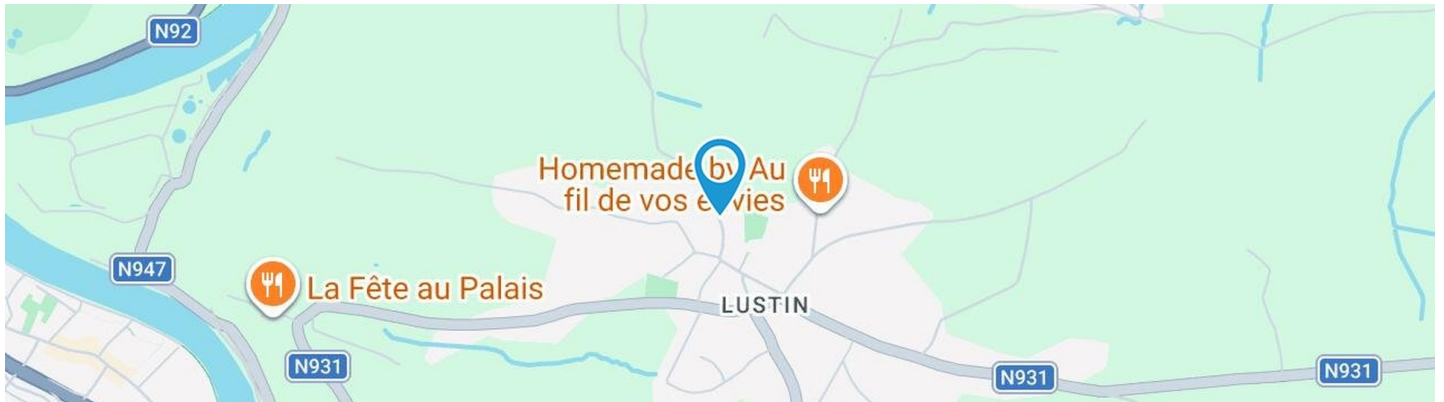 N92
Homemade by Au
fil de vos envies
N947
La Fête au Palais
LUSTIN
N931
N931
N931